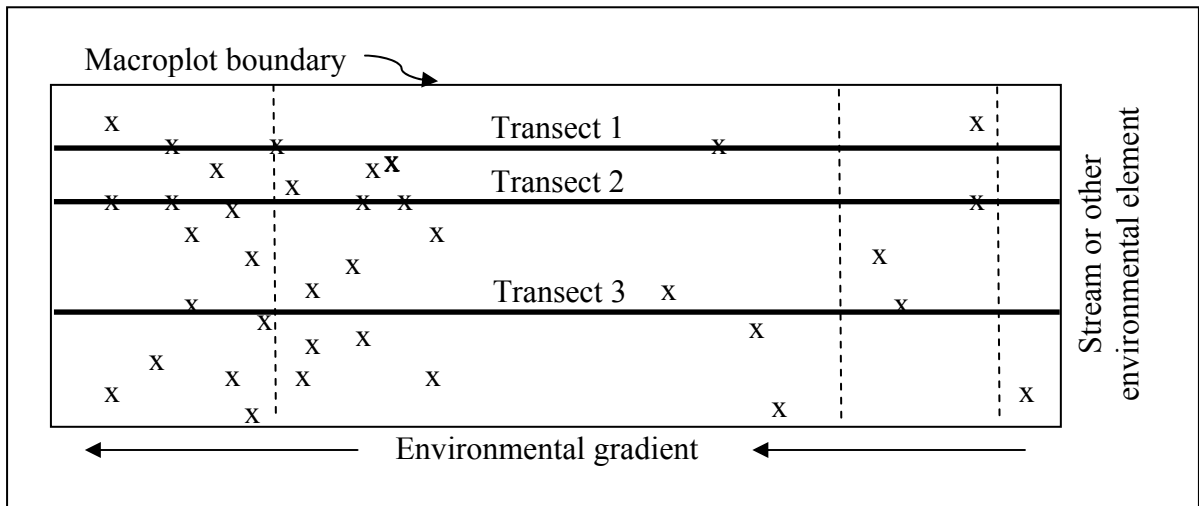 Macroplot boundary
x x
Transect 1
x x x
x x x
x
Transect 2
x x x x x
x
x x
x x
x
x
Transect 3
x x
x x
x
x
x x
x
x x x
x x
x x
Stream or other
environmental element
Environmental gradient